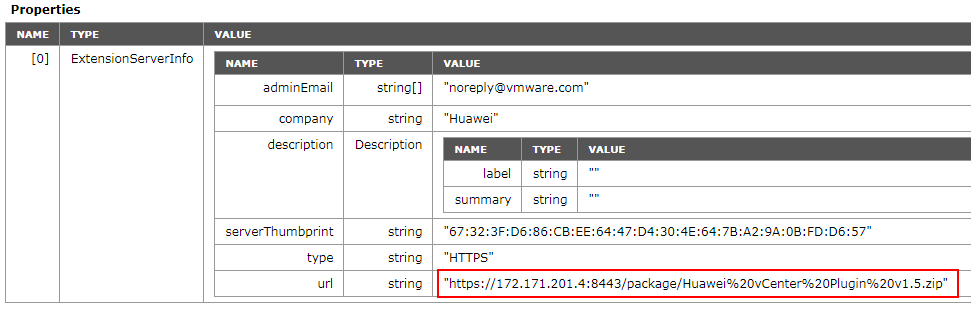 Properties
NAME TYPE VALUE
[0] ExtensionServerInfo
NAME TYPE VALUE
adminEmail string[] "noreply@vmware.com"
company string "Huawei"
description Description
NAME TYPE VALUE
label string ""
summary string ""
serverThumbprint string "67:32:3F:D6:86:CB:EE:64:47:D4:30:4E:64:7B:A2:9A:0B:FD:D6:57"
type string "HTTPS"
url string "https://172.171.201.4:8443/package/Huawei%20vCenter%20Plugin%20v1.5.zip"